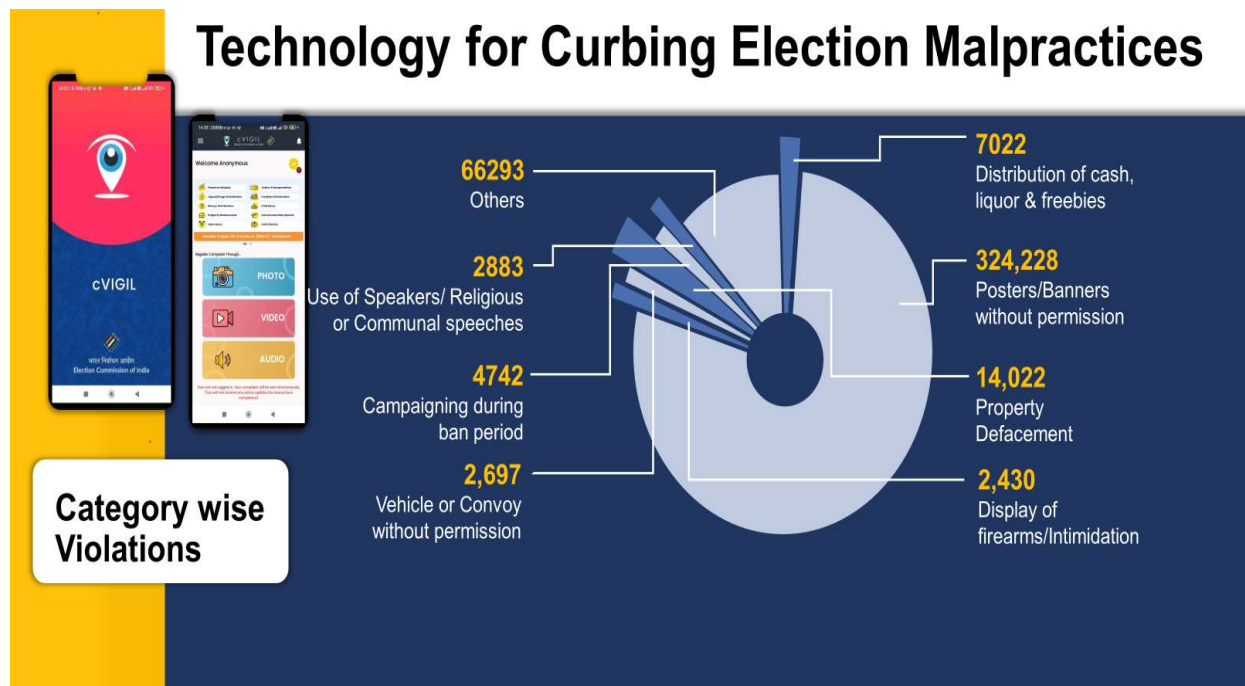 Technology for Curbing Election Malpractices
cVIGIL
भारत निर्वाचन आयोग
Election Commission of India
cVIGIL
Welcome Anonymous
PHOTO
VIDEO
AUDIO
Category wise
Violations
66293
Others
2883
Use of Speakers/ Religious
or Communal speeches
4742
Campaigning during
ban period
2,697
Vehicle or Convoy
without permission
7022
Distribution of cash,
liquor & freebies
324,228
Posters/Banners
without permission
14,022
Property
Defacement
2,430
Display of
firearms/Intimidation